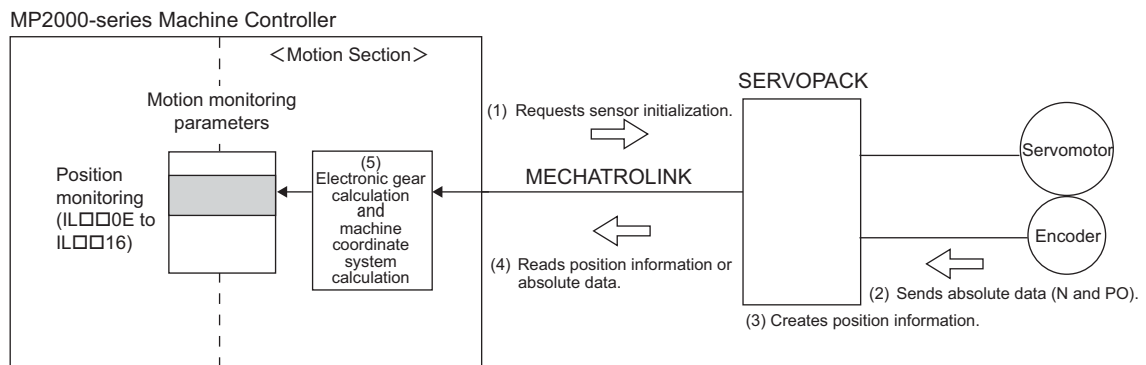 MP2000-series Machine Controller
＜Motion Section＞
Motion monitoring
parameters
Position
monitoring
(IL□□0E to
IL□□16)
(5)
Electronic gear
calculation
and
machine
coordinate
system
calculation
(1) Requests sensor initialization.
MECHATROLINK
(4) Reads position information or
absolute data.
SERVOPACK
Servomotor
Encoder
(2) Sends absolute data (N and PO).
(3) Creates position information.